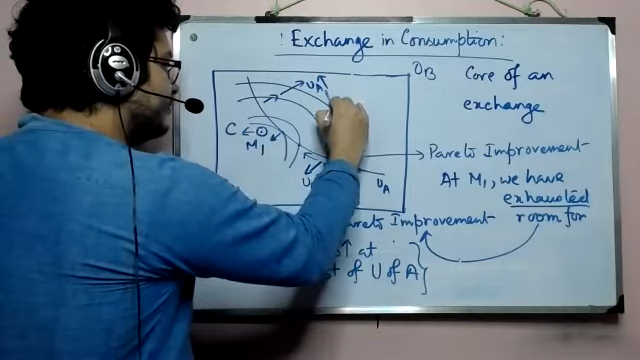 : Exchange in Consumption:
OB
Core of an
exchange
UA
C
M1
U
UA
Pareto Improvement
At M1, we have
exhausted
room for
Pareto Improvement
↑ at
of U of A